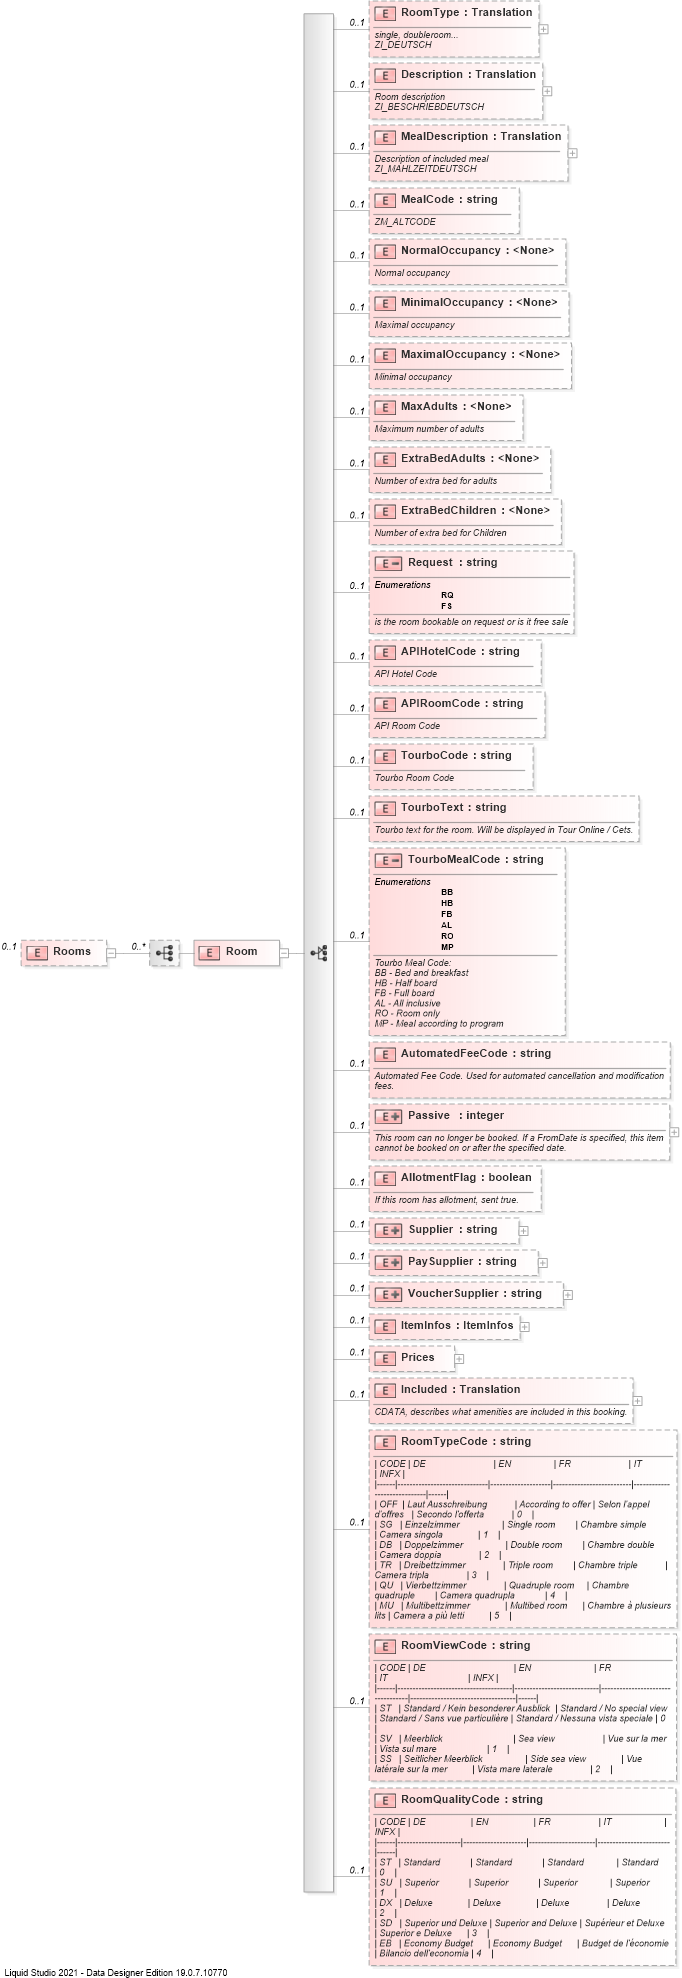 0..1
E RoomType : Translation
single, doubleroom...
ZI_DEUTSCH
0..1
E Description : Translation
Room description
ZI_BESCHRIEBDEUTSCH
0..1
E MealDescription : Translation
Description of included meal
ZI_MAHLZEITDEUTSCH
0..1
E MealCode : string
ZM_ALTCODE
0..1
E NormalOccupancy : <None>
Normal occupancy
0..1
E MinimalOccupancy : <None>
Maximal occupancy
0..1
E MaximalOccupancy : <None>
Minimal occupancy
0..1
E MaxAdults : <None>
Maximum number of adults
0..1
E ExtraBedAdults : <None>
Number of extra bed for adults
0..1
E ExtraBedChildren : <None>
Number of extra bed for Children
0..1
E Request : string
Enumerations
RQ
FS
is the room bookable on request or is it free sale
0..1
E APIHotelCode : string
API Hotel Code
0..1
E APIRoomCode : string
API Room Code
0..1
E TourboCode : string
Tourbo Room Code
0..1
E TourboText : string
Tourbo text for the room. Will be displayed in Tour Online / Cets.
0..1
E TourboMealCode : string
Enumerations
BB
HB
FB
AL
RO
MP
Tourbo Meal Code:
BB - Bed and breakfast
HB - Half board
FB - Full board
AL - All inclusive
RO - Room only
MP - Meal according to program
0..1 E Rooms 0..* E Room
0..1
E AutomatedFeeCode : string
Automated Fee Code. Used for automated cancellation and modification
fees.
0..1
E Passive : integer
This room can no longer be booked. If a FromDate is specified, this item
cannot be booked on or after the specified date.
0..1
E AllotmentFlag : boolean
If this room has allotment, sent true.
0..1
E Supplier : string
0..1
E PaySupplier : string
0..1
E VoucherSupplier : string
0..1
E ItemInfos : ItemInfos
0..1
E Prices
0..1
E Included : Translation
CDATA, describes what amenities are included in this booking.
0..1
E RoomTypeCode : string
| CODE | DE | EN | FR | IT
| INFX |
|------|------------------------------|--------------------|--------------------------|------------
-----------------|------|
| OFF | Laut Ausschreibung | According to offer | Selon l'appel
d'offres | Secondo l'offerta | 0 |
| SG | Einzelzimmer | Single room | Chambre simple
| Camera singola | 1 |
| DB | Doppelzimmer | Double room | Chambre double
| Camera doppia | 2 |
| TR | Dreibettzimmer | Triple room | Chambre triple |
Camera tripla | 3 |
| QU | Vierbettzimmer | Quadruple room | Chambre
quadruple | Camera quadrupla | 4 |
| MU | Multibettzimmer | Multibed room | Chambre à plusieurs
lits | Camera a più letti | 5 |
0..1
E RoomViewCode : string
| CODE | DE | EN | FR
| IT | INFX |
|------|--------------------------------------|----------------------------|-----------------------
-----------|-----------------------------------|------|
| ST | Standard / Kein besonderer Ausblick | Standard / No special view
| Standard / Sans vue particulière | Standard / Nessuna vista speciale | 0
|
| SV | Meerblick | Sea view | Vue sur la mer
| Vista sul mare | 1 |
| SS | Seitlicher Meerblick | Side sea view | Vue
latérale sur la mer | Vista mare laterale | 2 |
0..1
E RoomQualityCode : string
| CODE | DE | EN | FR | IT |
INFX |
|------|---------------------|---------------------|----------------------|------------------------
|------|
| ST | Standard | Standard | Standard | Standard
| 0 |
| SU | Superior | Superior | Superior | Superior
| 1 |
| DX | Deluxe | Deluxe | Deluxe | Deluxe
| 2 |
| SD | Superior und Deluxe | Superior and Deluxe | Supérieur et Deluxe
Superior e Deluxe | 3 |
| EB | Economy Budget | Economy Budget | Budget de l'économie
| Bilancio dell'economia | 4 |
Liquid Studio 2021 - Data Designer Edition 19.0.7.10770